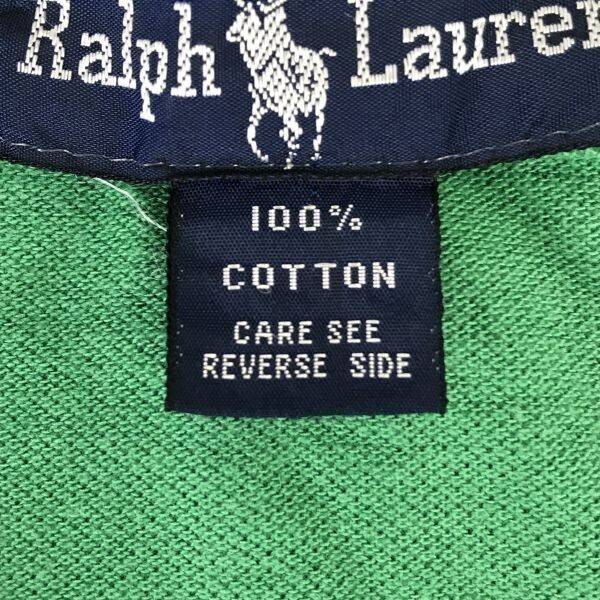 Ralph Lauren
100%
COTTON
CARE SEE
REVERSE SIDE